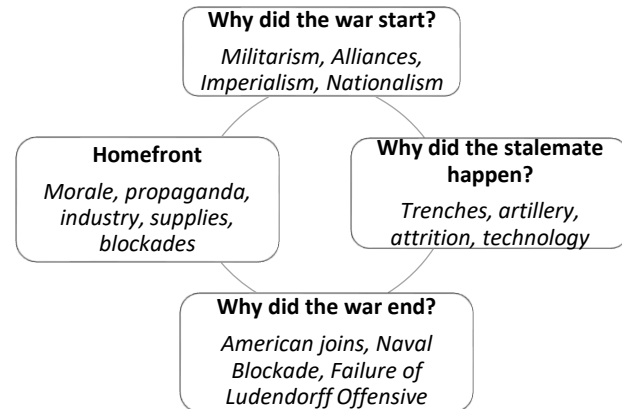 Why did the war start?
Militarism, Alliances,
Imperialism, Nationalism
Homefront
Morale, propaganda,
industry, supplies,
blockades
Why did the stalemate
happen?
Trenches, artillery,
attrition, technology
Why did the war end?
American joins, Naval
Blockade, Failure of
Ludendorff Offensive